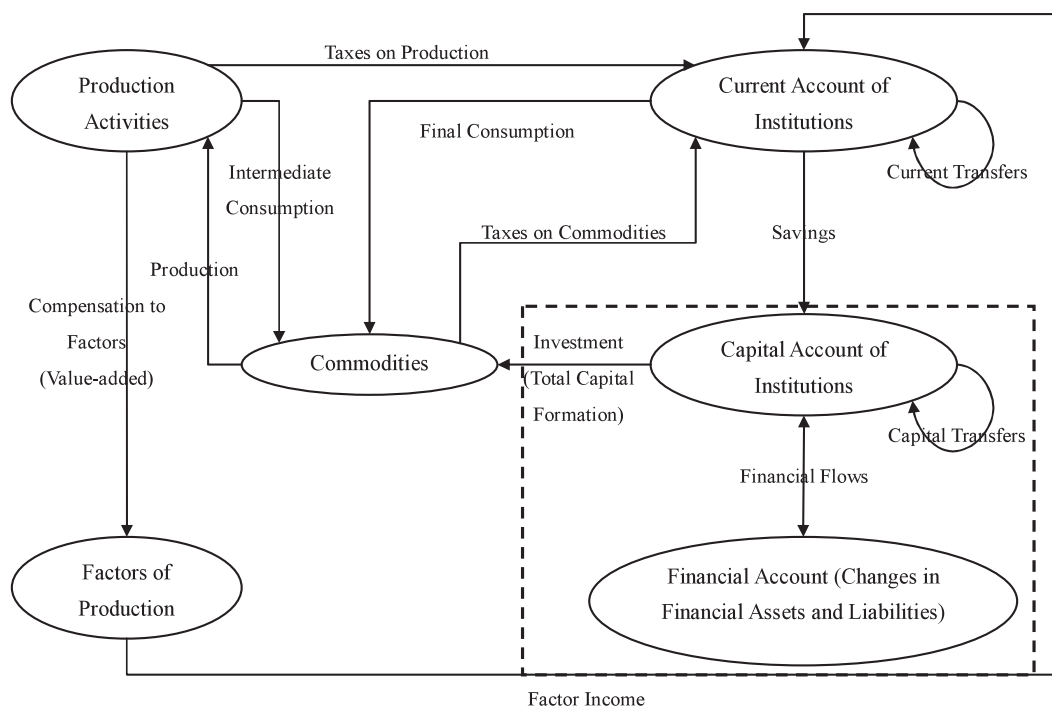 Taxes on Production
Production
Activities
Current Account of
Institutions
Final Consumption
Intermediate
Consumption
Current Transfers
Taxes on Commodities
Savings
Production
Compensation to
Factors
(Value-added)
Commodities
Investment
(Total Capital
Formation)
Capital Account of
Institutions
Capital Transfers
Financial Flows
Factors of
Production
Financial Account (Changes in
Financial Assets and Liabilities)
Factor Income